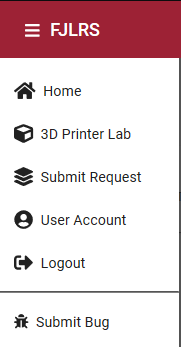 FJLRS
Home
3D Printer Lab
Submit Request
User Account
Logout
Submit Bug